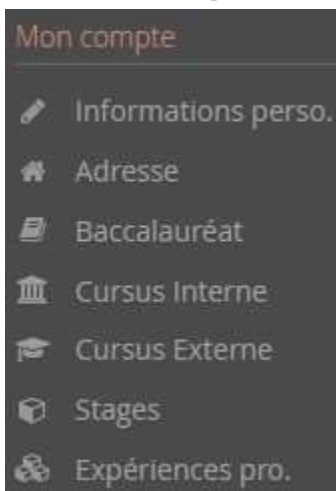 Mon compte
Informations perso.
Adresse
Baccalauréat
Cursus Interne
Cursus Externe
Stages
Expériences pro.